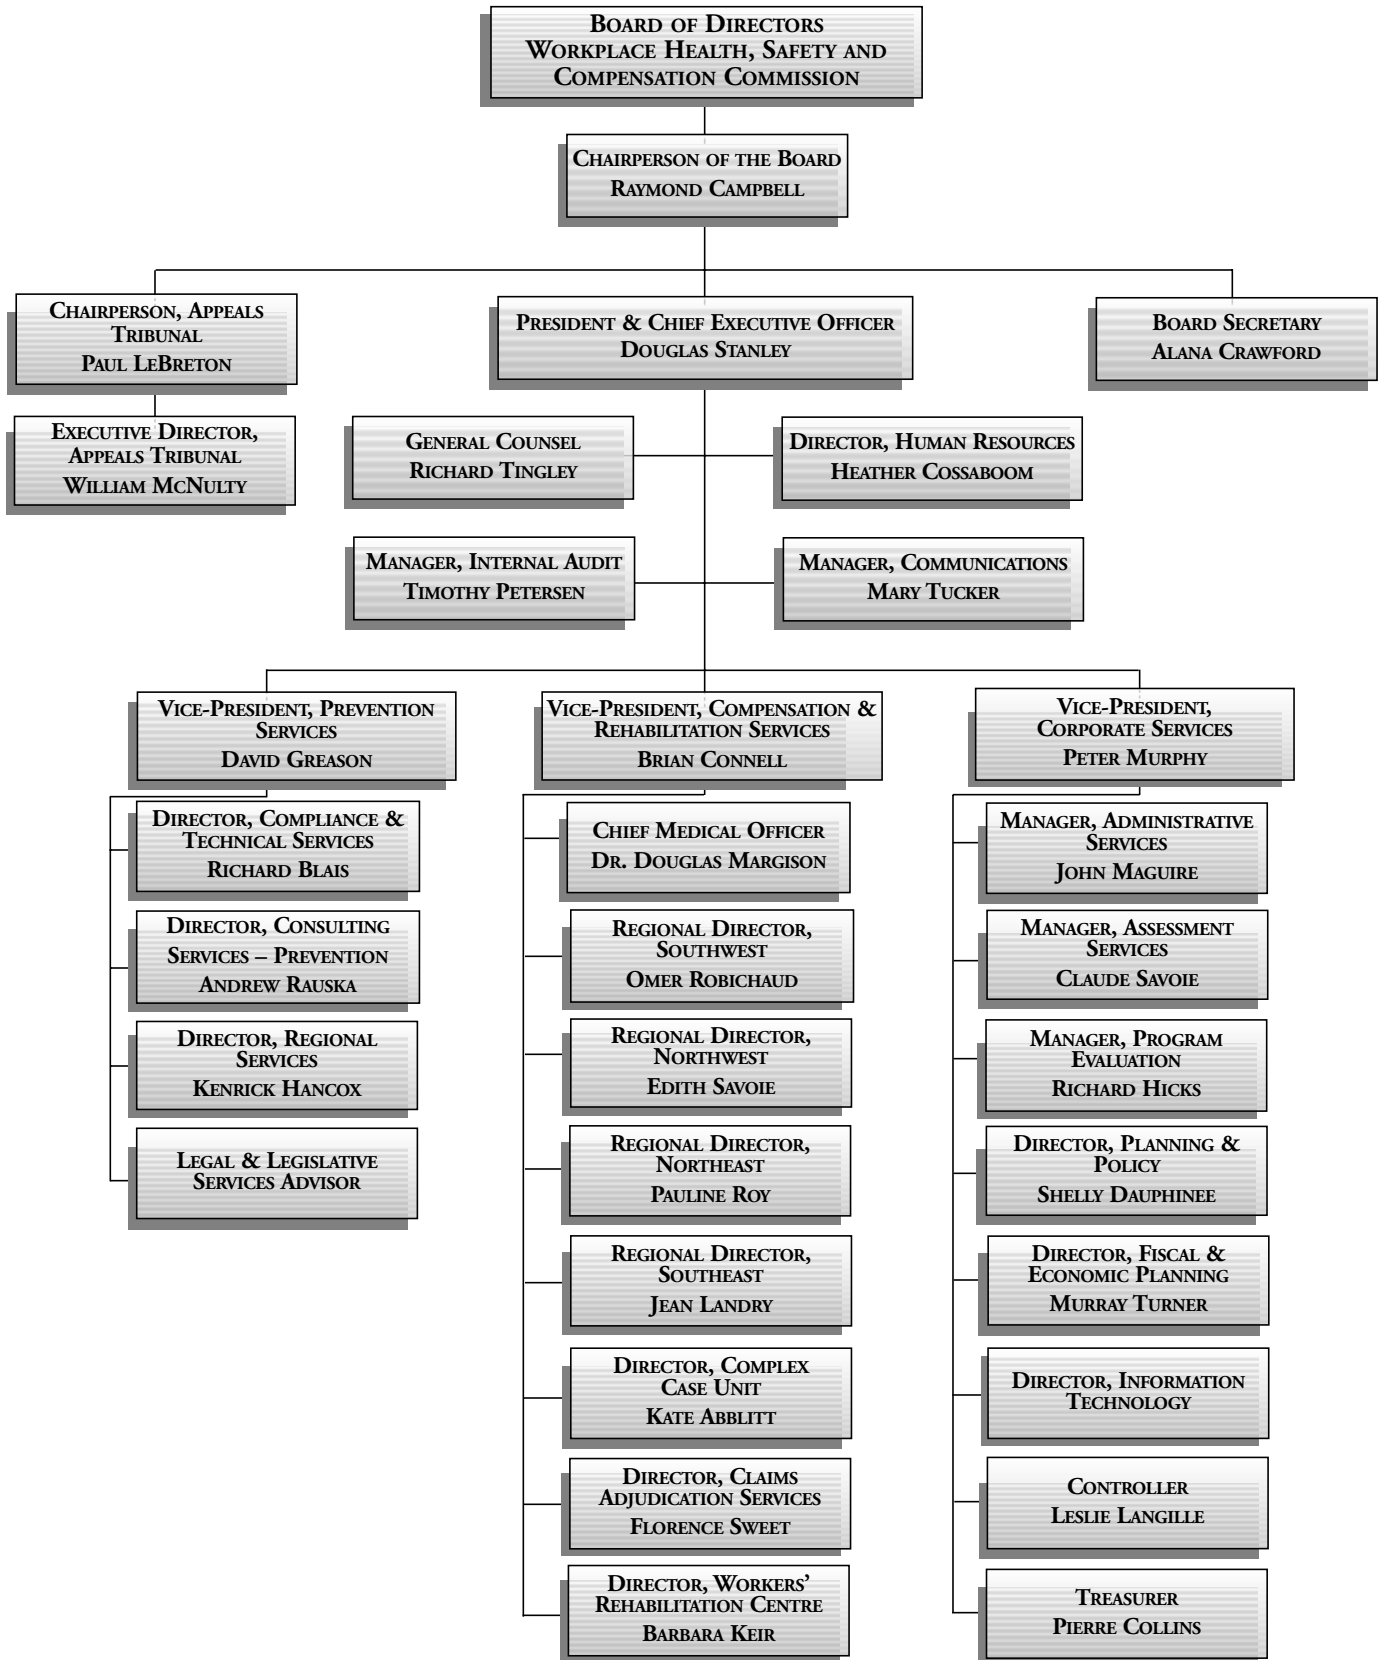 BOARD OF DIRECTORS
WORKPLACE HEALTH, SAFETY AND
COMPENSATION COMMISSION
CHAIRPERSON OF THE BOARD
RAYMOND CAMPBELL
CHAIRPERSON, APPEALS
TRIBUNAL
PAUL LEBRETON
PRESIDENT & CHIEF EXECUTIVE OFFICER
DOUGLAS STANLEY
BOARD SECRETARY
ALANA CRAWFORD
EXECUTIVE DIRECTOR,
APPEALS TRIBUNAL
WILLIAM MCNULTY
GENERAL COUNSEL
RICHARD TINGLEY
DIRECTOR, HUMAN RESOURCES
HEATHER COSSABOOM
MANAGER, INTERNAL AUDIT
TIMOTHY PETERSEN
MANAGER, COMMUNICATIONS
MARY TUCKER
VICE-PRESIDENT, PREVENTION
SERVICES
DAVID GREASON
DIRECTOR, COMPLIANCE &
TECHNICAL SERVICES
RICHARD BLAIS
DIRECTOR, CONSULTING
SERVICES – PREVENTION
ANDREW RAUSKA
DIRECTOR, REGIONAL
SERVICES
KENRICK HANCOX
LEGAL & LEGISLATIVE
SERVICES ADVISOR
VICE-PRESIDENT, COMPENSATION &
REHABILITATION SERVICES
BRIAN CONNELL
CHIEF MEDICAL OFFICER
DR. DOUGLAS MARGISON
REGIONAL DIRECTOR,
SOUTHWEST
OMER ROBICHAUD
REGIONAL DIRECTOR,
NORTHWEST
EDITH SAVOIE
REGIONAL DIRECTOR,
NORTHEAST
PAULINE ROY
REGIONAL DIRECTOR,
SOUTHEAST
JEAN LANDRY
DIRECTOR, COMPLEX
CASE UNIT
KATE ABBLITT
DIRECTOR, CLAIMS
ADJUDICATION SERVICES
FLORENCE SWEET
DIRECTOR, WORKERS’
REHABILITATION CENTRE
BARBARA KEIR
VICE-PRESIDENT,
CORPORATE SERVICES
PETER MURPHY
MANAGER, ADMINISTRATIVE
SERVICES
JOHN MAGUIRE
MANAGER, ASSESSMENT
SERVICES
CLAUDE SAVOIE
MANAGER, PROGRAM
EVALUATION
RICHARD HICKS
DIRECTOR, PLANNING &
POLICY
SHELLY DAUPHINEE
DIRECTOR, FISCAL &
ECONOMIC PLANNING
MURRAY TURNER
DIRECTOR, INFORMATION
TECHNOLOGY
CONTROLLER
LESLIE LANGILLE
TREASURER
PIERRE COLLINS